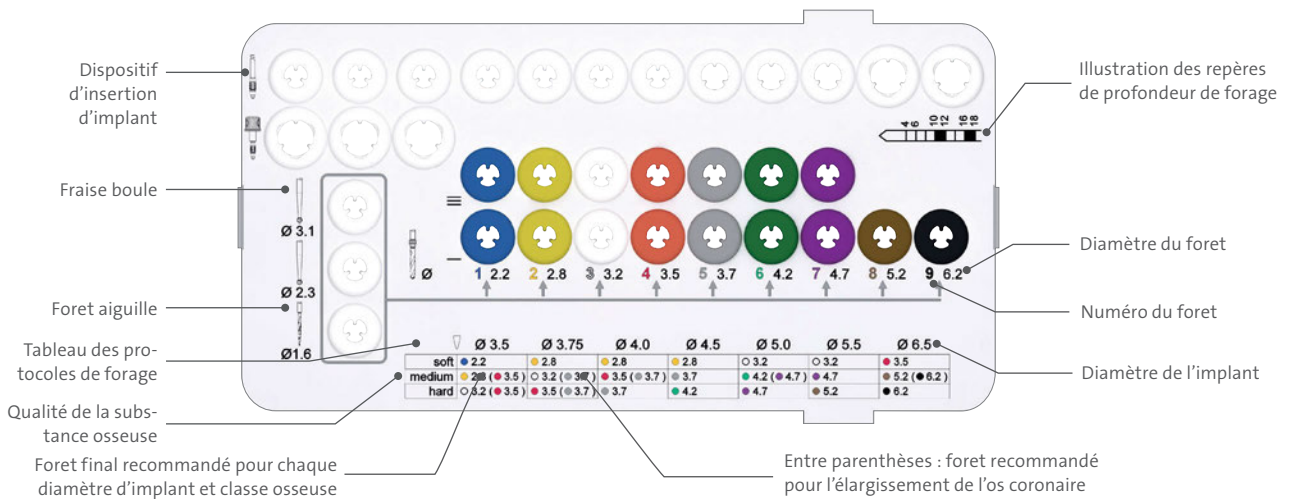 Dispositif
d'insertion
d'implant
Fraise boule
Foret aiguille
Tableau des pro-
tocoles de forage
Qualité de la subs-
tance osseuse
Foret final recommandé pour chaque
diamètre d'implant et classe osseuse
Ø 3.1
Ø 2.3
Ø1.6
4 6 10 12 16 18
Ø 1 2.2 2 2.8 3 3.2 4 3.5 5 3.7 6 4.2 7 4.7 8 5.2 9 6.2
Ø 3.5 Ø 3.75 Ø 4.0 Ø 4.5 Ø 5.0 Ø 5.5 Ø 6.5
soft 2.2 2.8 2.8 2.8 3.2 3.2 3.5
medium ( 3.5 ) 3.2 ( ) 3.5 ( 3.7 ) 3.7 4.2 ( 4.7 ) 4.7 5.2 ( 6.2 )
hard 3.2 ( 3.5 ) 3.5 ( 3.7 ) 3.7 4.2 4.7 5.2 6.2
Illustration des repères
de profondeur de forage
Diamètre du foret
Numéro du foret
Diamètre de l'implant
Entre parenthèses : foret recommandé
pour l'élargissement de l'os coronaire